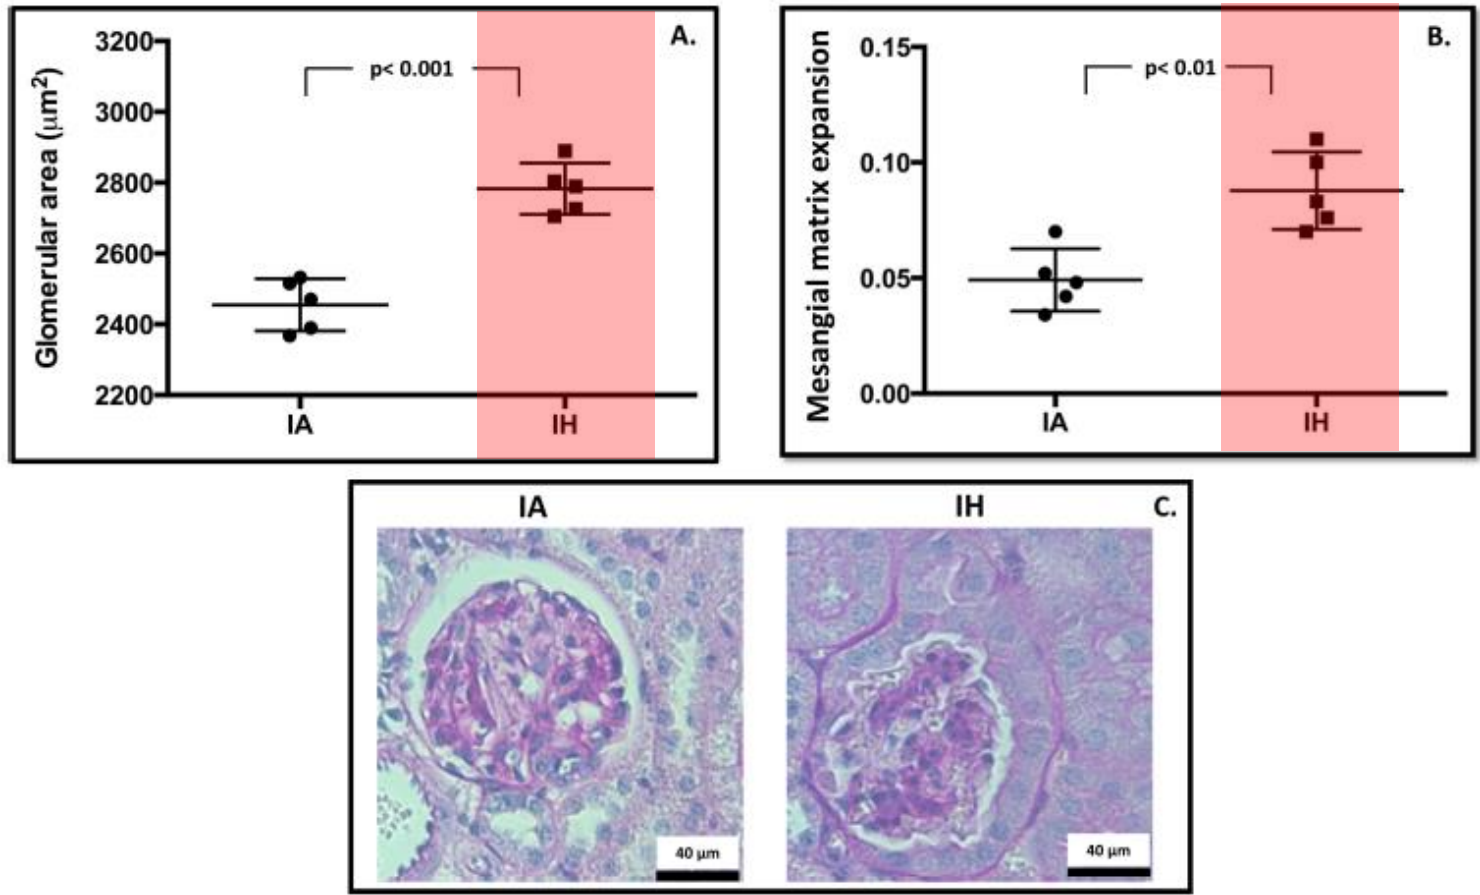 A.
Glomerular area (µm²)
3200
3000
2800
2600
2400
2200
p< 0.001
IA
IH
B.
Mesangial matrix expansion
0.15
0.10
0.05
0.00
p< 0.01
IA
IH
IA
IH
C.
40 µm
40 µm